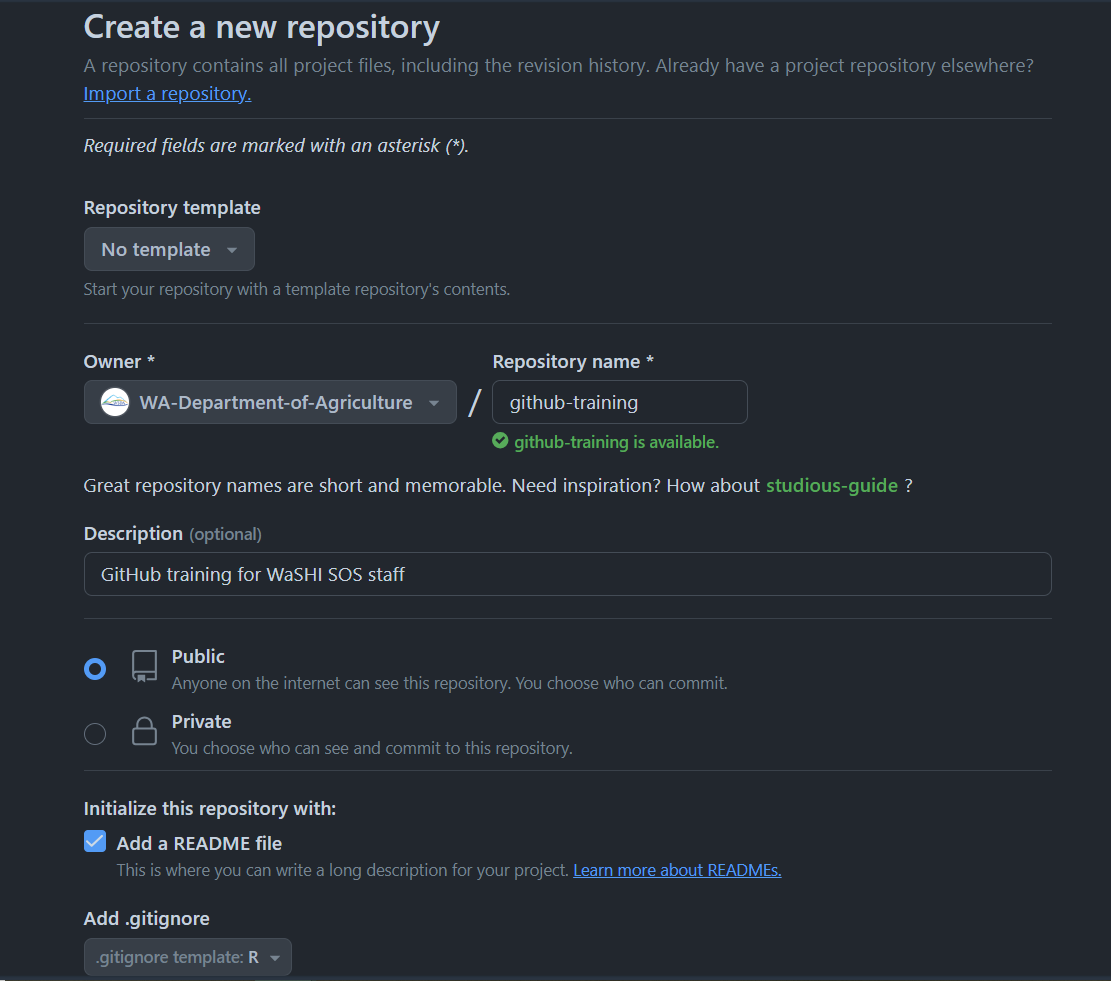 Create a new repository
A repository contains all project files, including the revision history. Already have a project repository elsewhere?
Import a repository.
Required fields are marked with an asterisk (*).
Repository template
No template
Start your repository with a template repository's contents.
Owner *
Repository name *
WA-Department-of-Agriculture
/
github-training
github-training is available.
Great repository names are short and memorable. Need inspiration? How about studious-guide ?
Description (optional)
GitHub training for WaSHI SOS staff
Public
Anyone on the internet can see this repository. You choose who can commit.
Private
You choose who can see and commit to this repository.
Initialize this repository with:
Add a README file
This is where you can write a long description for your project. Learn more about READMEs.
Add .gitignore
.gitignore template: R